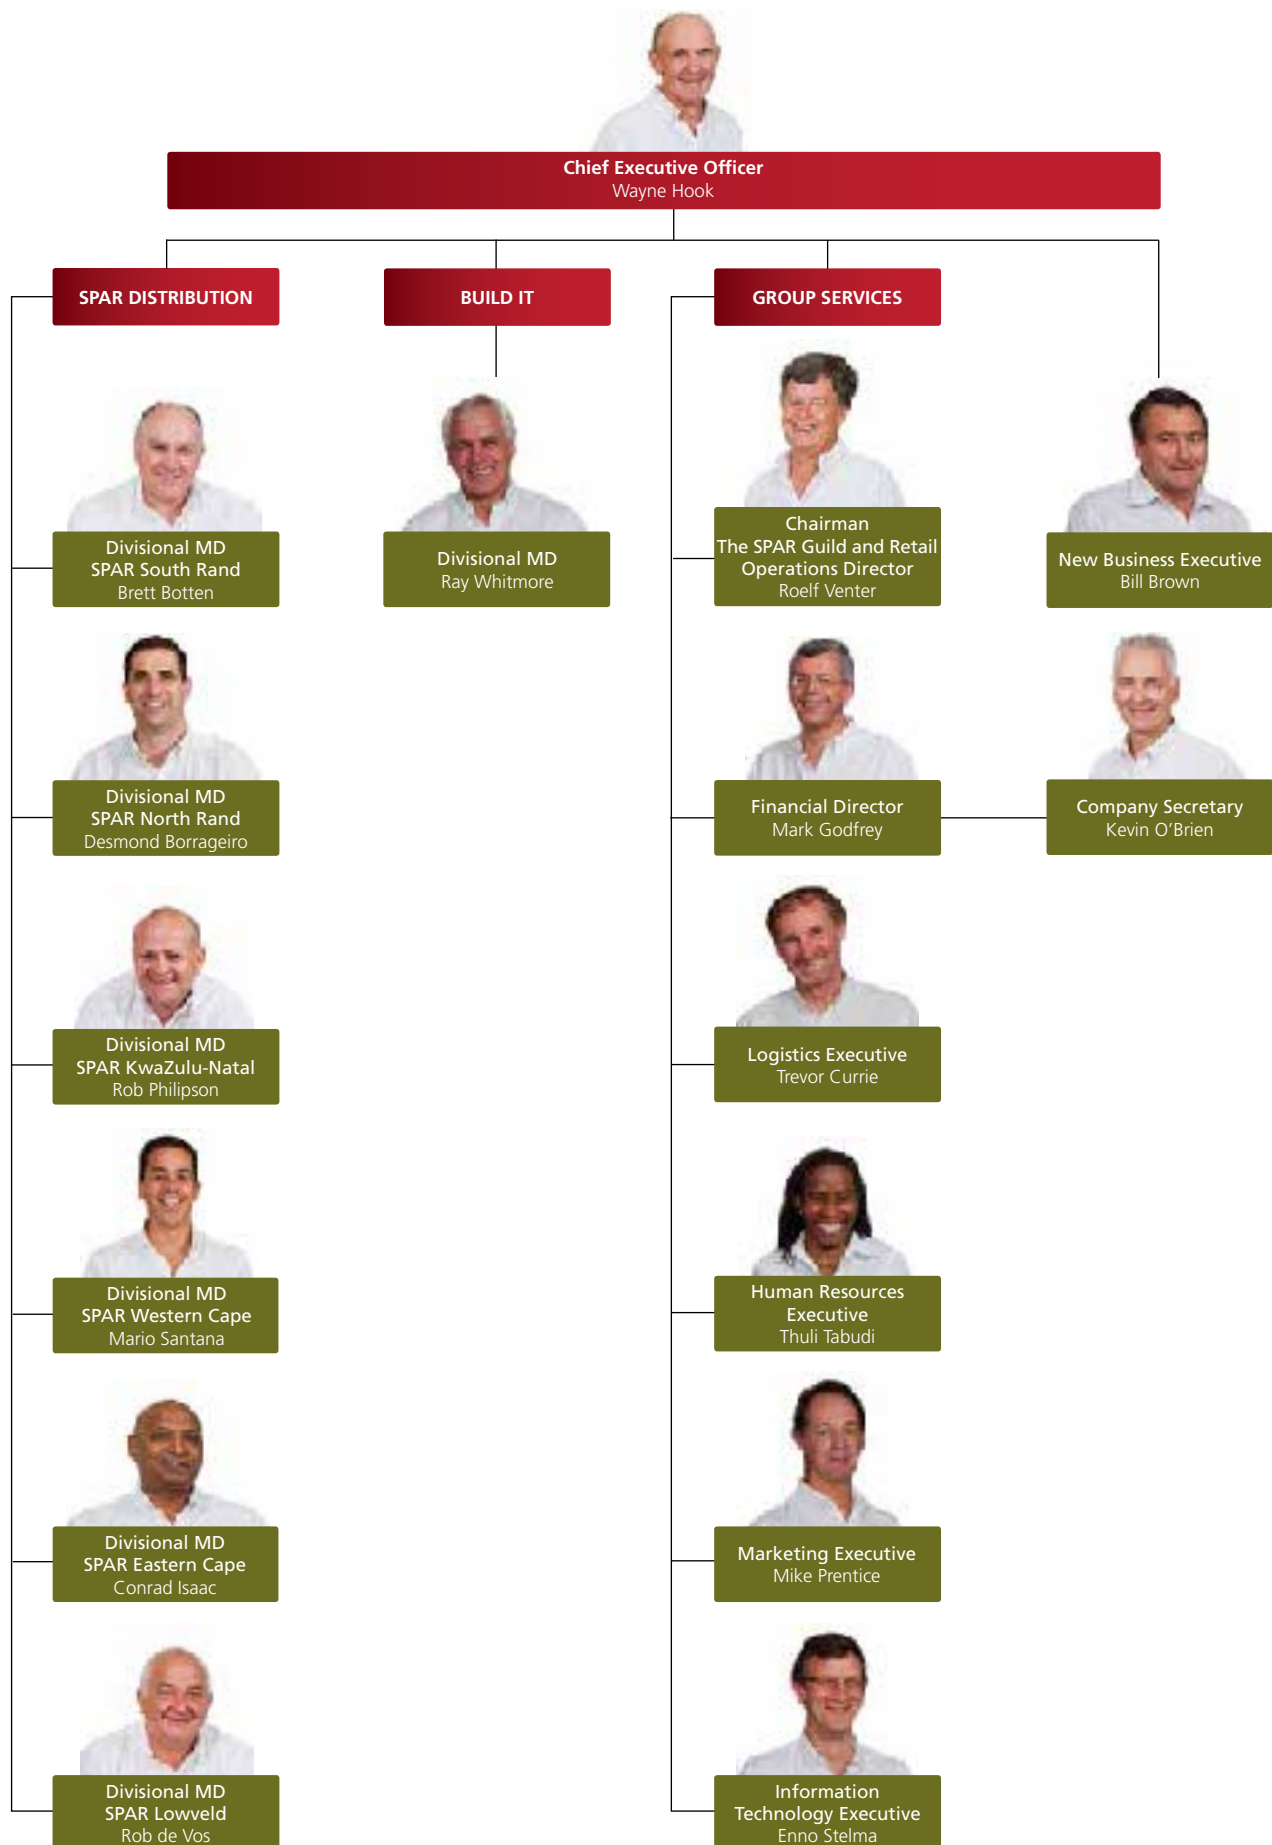 Chief Executive Officer
Wayne Hook
SPAR DISTRIBUTION
BUILD IT
GROUP SERVICES
Divisional MD
SPAR South Rand
Brett Botten
Divisional MD
Ray Whitmore
Chairman
The SPAR Guild and Retail
Operations Director
Roelf Venter
New Business Executive
Bill Brown
Divisional MD
SPAR North Rand
Desmond Borrageiro
Financial Director
Mark Godfrey
Company Secretary
Kevin O’Brien
Divisional MD
SPAR KwaZulu-Natal
Rob Philipson
Logistics Executive
Trevor Currie
Divisional MD
SPAR Western Cape
Mario Santana
Human Resources
Executive
Thuli Tabudi
Divisional MD
SPAR Eastern Cape
Conrad Isaac
Marketing Executive
Mike Prentice
Divisional MD
SPAR Lowveld
Rob de Vos
Information
Technology Executive
Enno Stelma